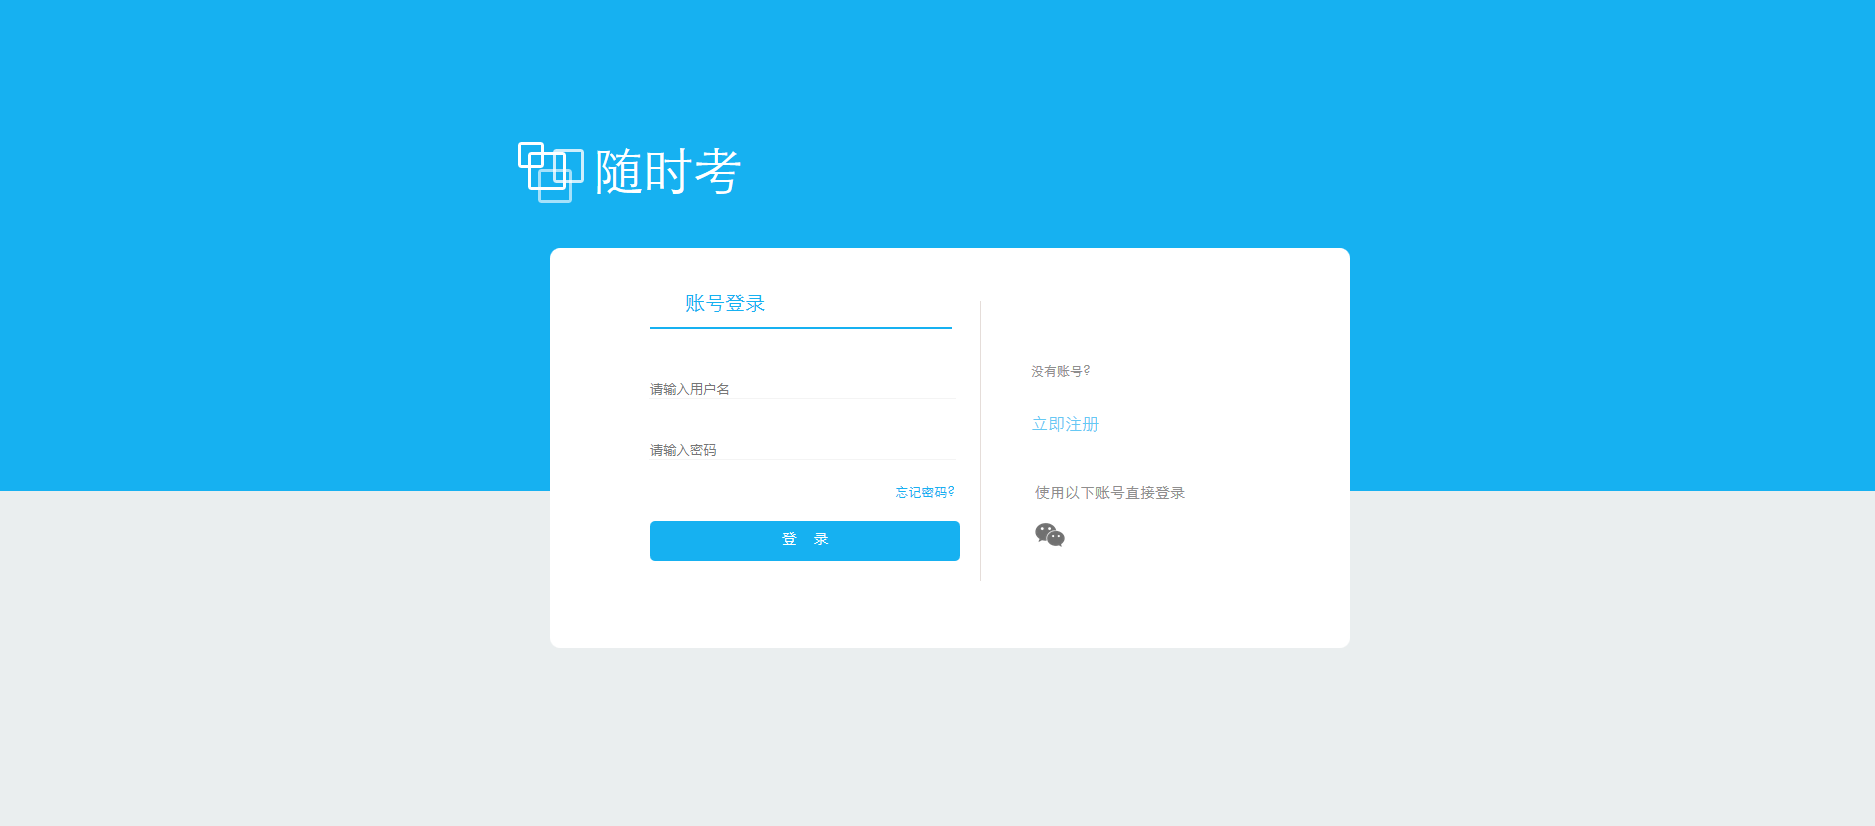 随时考
账号登录
请输入用户名
请输入密码
忘记密码?
登 录
没有账号?
立即注册
使用以下账号直接登录